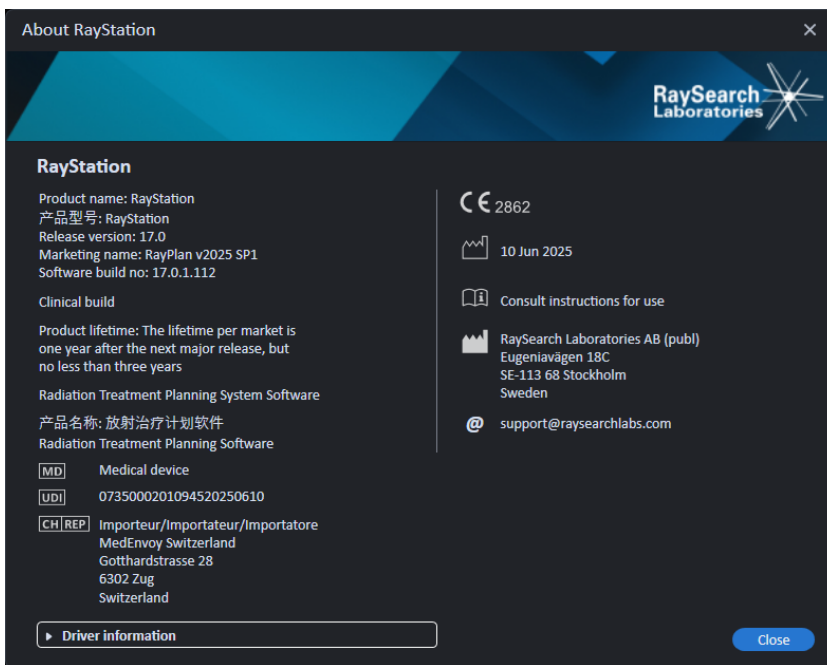 About RayStation
RaySearch
Laboratories
RayStation
Product name: RayStation
产品型号: RayStation
Release version: 17.0
Marketing name: RayPlan v2025 SP1
Software build no: 17.0.1.112
Clinical build
Product lifetime: The lifetime per market is
one year after the next major release, but
no less than three years
Radiation Treatment Planning System Software
产品名称: 放射治疗计划软件
Radiation Treatment Planning Software
MD Medical device
UDI 0735000201094520250610
CH REP Importeur/Importateur/Importatore
MedEnvoy Switzerland
Gotthardstrasse 28
6302 Zug
Switzerland
CE 2862
10 Jun 2025
Consult instructions for use
RaySearch Laboratories AB (publ)
Eugeniavägen 18C
SE-113 68 Stockholm
Sweden
@ support@raysearchlabs.com
Driver information
Close